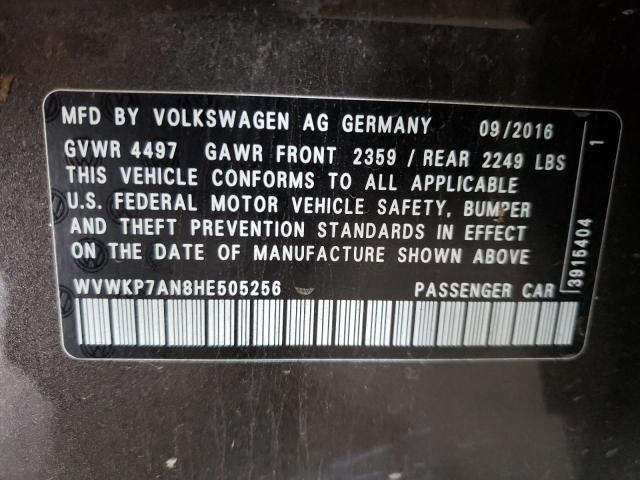 MFD BY VOLKSWAGEN AG GERMANY 09/2016
GVWR 4497 GAWR FRONT 2359 / REAR 2249 LBS
THIS VEHICLE CONFORMS TO ALL APPLICABLE
U.S. FEDERAL MOTOR VEHICLE SAFETY, BUMPER
AND THEFT PREVENTION STANDARDS IN EFFECT
ON THE DATE OF MANUFACTURE SHOWN ABOVE
WVWKP7AN8HE505256 PASSENGER CAR
3915404 1